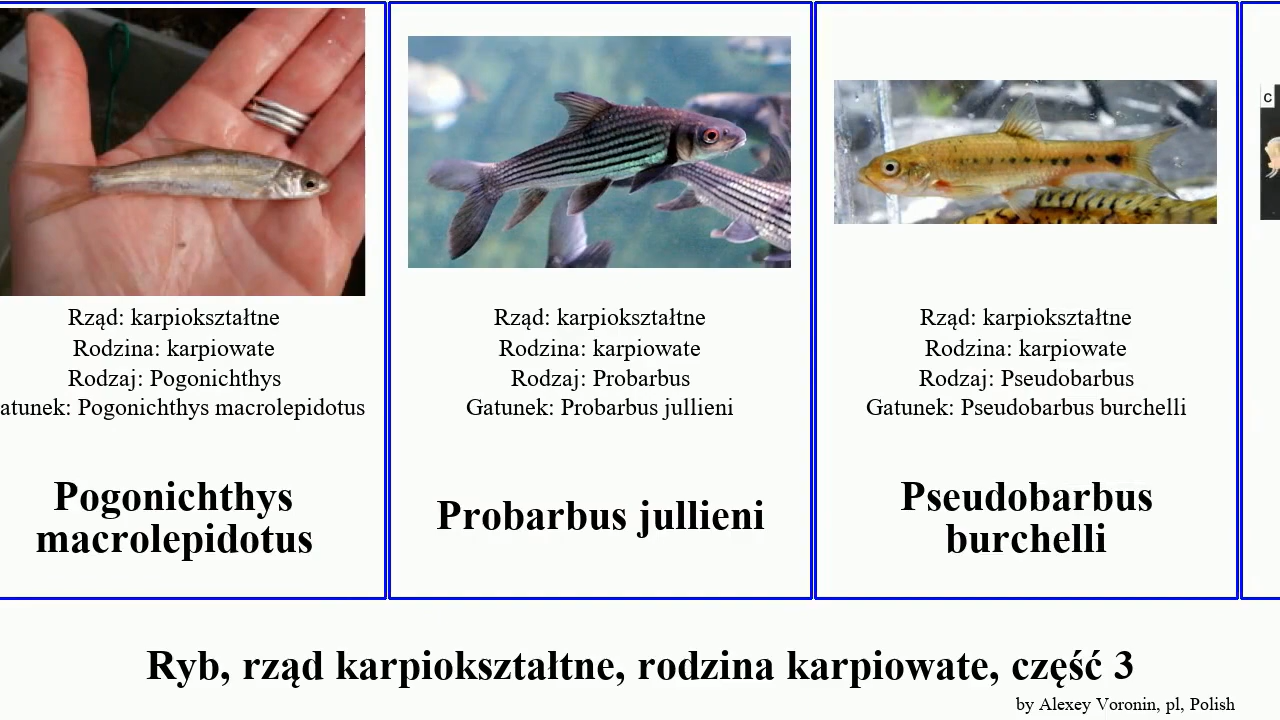 Rząd: karpiokształtne
Rodzina: karpiowate
Rodzaj: Pogonichthys
atunek: Pogonichthys macrolepidotus
Pogonichthys
macrolepidotus
Rząd: karpiokształtne
Rodzina: karpiowate
Rodzaj: Probarbus
Gatunek: Probarbus jullieni
Probarbus jullieni
Rząd: karpiokształtne
Rodzina: karpiowate
Rodzaj: Pseudobarbus
Gatunek: Pseudobarbus burchelli
Pseudobarbus
burchelli
c
Ryb, rząd karpiokształtne, rodzina karpiowate, część 3
by Alexey Voronin, pl, Polish